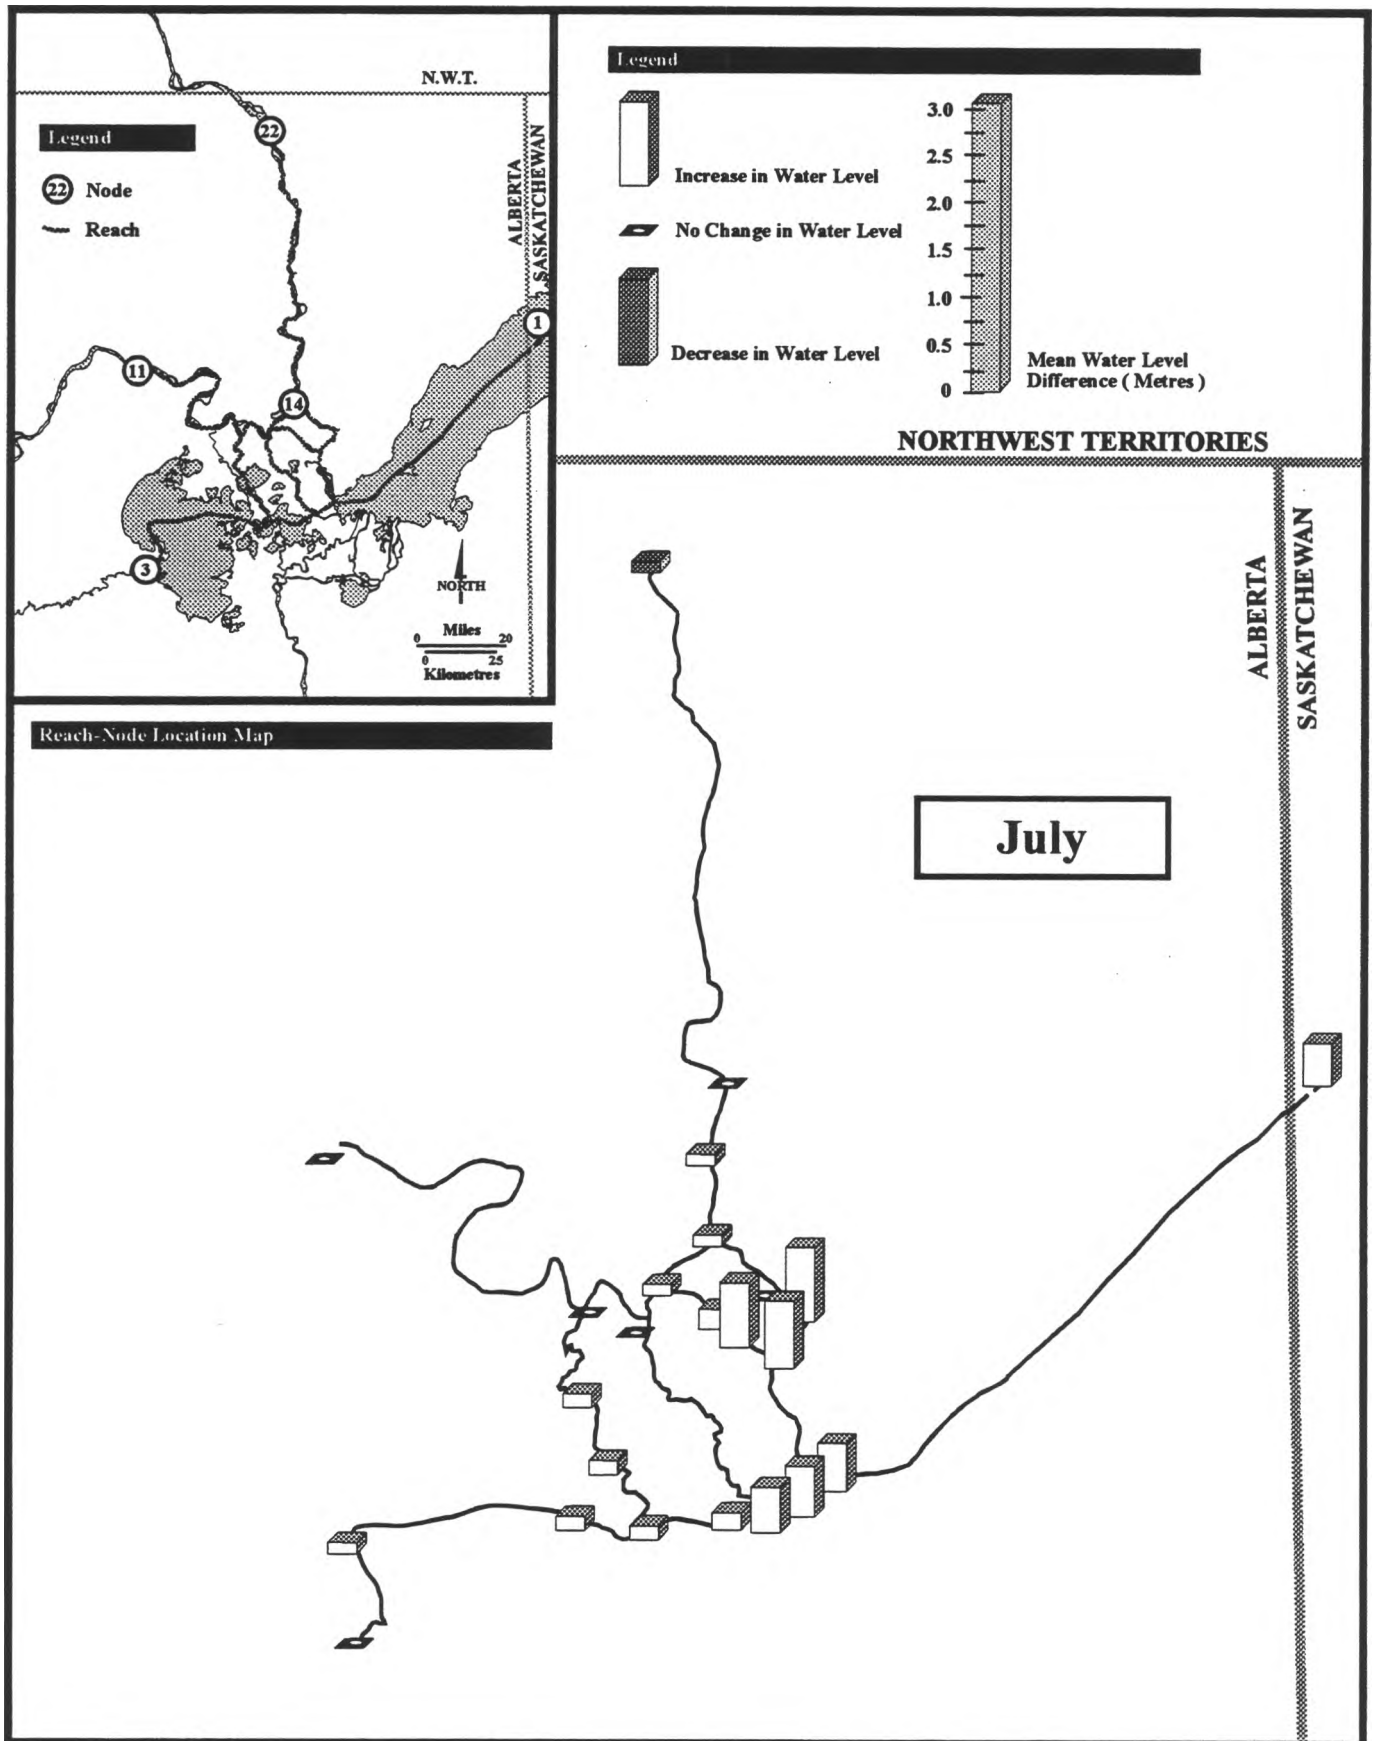 N.W.T.
Legend
22
22 Node
Reach
ALBERTA
SASKATCHEWAN
1
11
14
3
NORTH
Miles
0 20
0 25
Kilometres
Reach-Node Location Map
Legend
Increase in Water Level
No Change in Water Level
Decrease in Water Level
3.0
2.5
2.0
1.5
1.0
0.5
0
Mean Water Level
Difference ( Metres )
NORTHWEST TERRITORIES
ALBERTA
SASKATCHEWAN
July